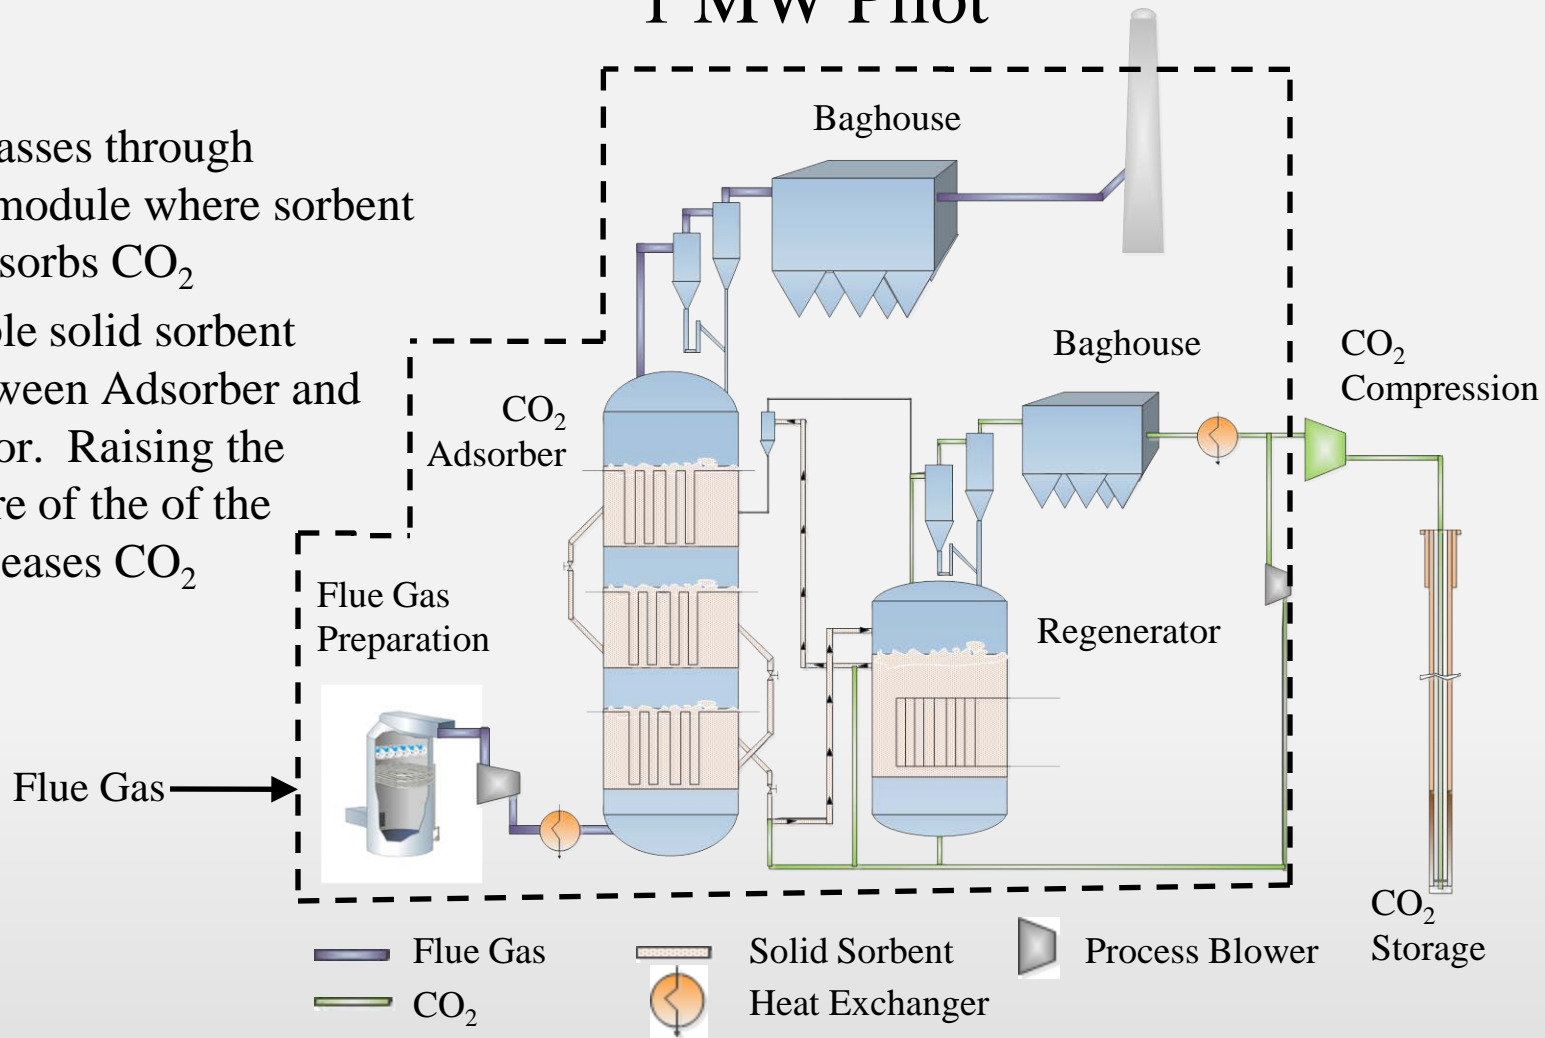 1 MW Pilot
asses through
module where sorbent
sorbs CO₂
le solid sorbent
ween Adsorber and
or. Raising the
re of the of the
eases CO₂
Baghouse
Baghouse
CO₂
Compression
CO₂
Adsorber
Flue Gas
Preparation
Regenerator
Flue Gas
CO₂
Storage
Flue Gas
Solid Sorbent
Process Blower
CO₂
Heat Exchanger